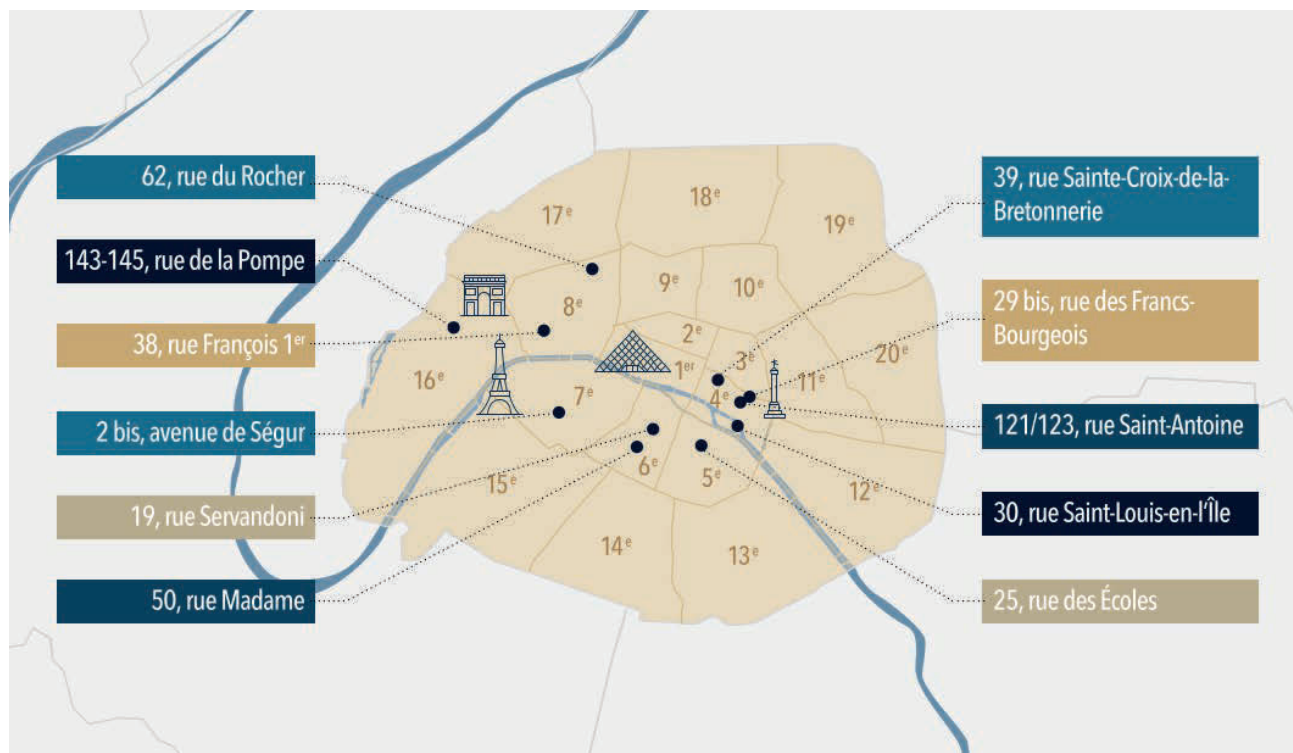 62, rue du Rocher
143-145, rue de la Pompe
38, rue François 1er
2 bis, avenue de Ségur
19, rue Servandoni
50, rue Madame
39, rue Sainte-Croix-de-la-
Bretonnerie
29 bis, rue des Francs-
Bourgeois
121/123, rue Saint-Antoine
30, rue Saint-Louis-en-l'Île
25, rue des Écoles
17e
18e
19e
8e
9e
10e
2e
1er
3e
11e
20e
16e
7e
4e
15e
6e
5e
12e
14e
13e